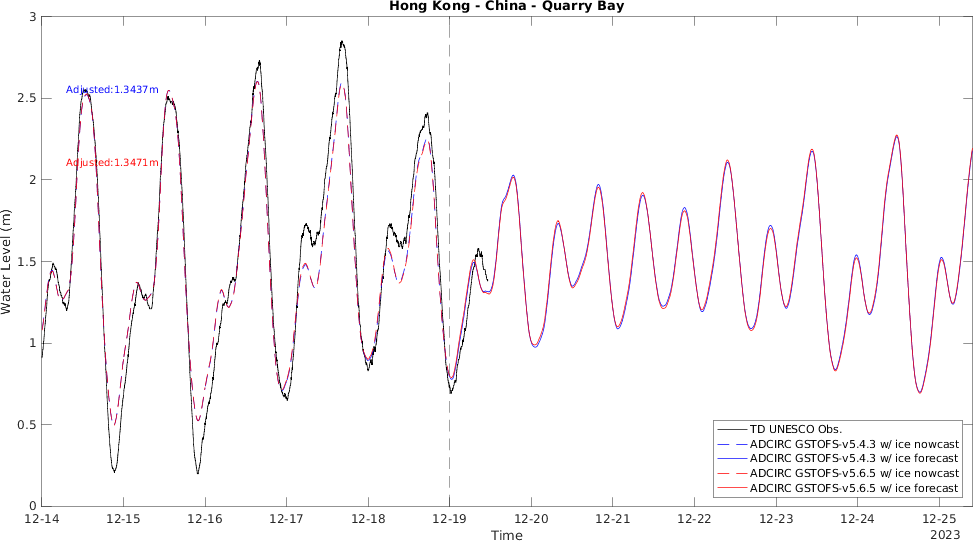 Hong Kong - China - Quarry Bay
3
2.5
2
1.5
1
0.5
0
Water Level (m)
Adjusted:1.3437m
Adjusted:1.3471m
TD UNESCO Obs.
ADCIRC GSTOFS-v5.4.3 w/ ice nowcast
ADCIRC GSTOFS-v5.4.3 w/ ice forecast
ADCIRC GSTOFS-v5.6.5 w/ ice nowcast
ADCIRC GSTOFS-v5.6.5 w/ ice forecast
12-14 12-15 12-16 12-17 12-18 12-19 12-20 12-21 12-22 12-23 12-24 12-25
Time
2023